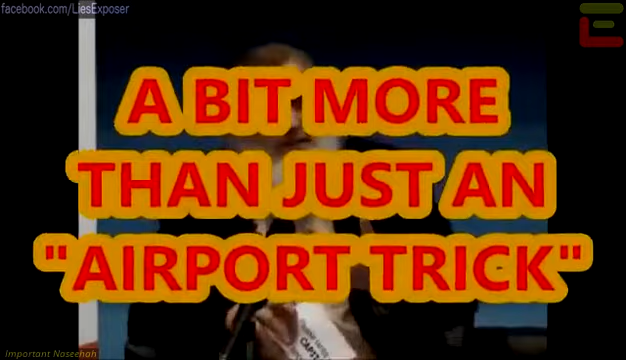 facebook.com/LiesExposer
A BIT MORE
THAN JUST AN
"AIRPORT TRICK"
Important Naseehah